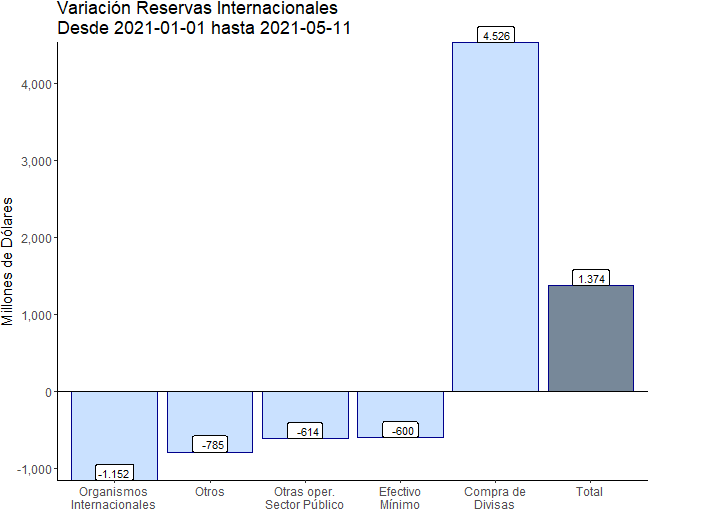 Variación Reservas Internacionales
Desde 2021-01-01 hasta 2021-05-11
Millones de Dólares
4,000
3,000
2,000
1,000
0
-1,000
-1.152
-785
-614
-600
4.526
1.374
Organismos
Internacionales
Otros
Otras oper.
Sector Público
Efectivo
Mínimo
Compra de
Divisas
Total